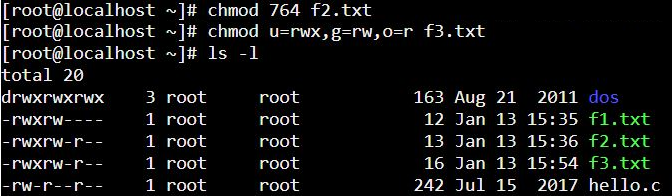 [root@localhost ~]# chmod 764 f2.txt
[root@localhost ~]# chmod u=rwx,g=rw,o=r f3.txt
[root@localhost ~]# ls -l
total 20
drwxrwxrwx    3 root     root           163 Aug 21  2011 dos
-rwxrw----    1 root     root            12 Jan 13 15:35 f1.txt
-rwxrw-r--    1 root     root            13 Jan 13 15:36 f2.txt
-rwxrw-r--    1 root     root            16 Jan 13 15:54 f3.txt
-rw-r--r--    1 root     root           242 Jul 15  2017 hello.c